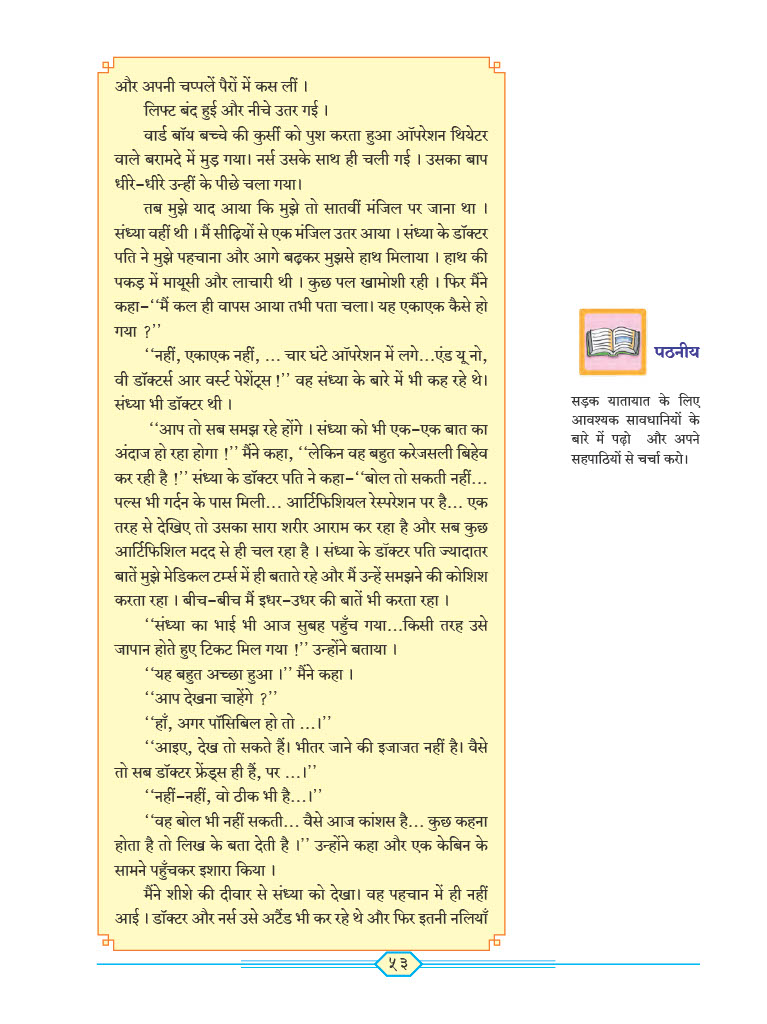 और अपनी चप्पलें पैरों में कस लीं ।
लिफ्ट बंद हुई और नीचे उतर गई ।
वार्ड बॉय बच्चे की कुर्सी को पुश करता हुआ ऑपरेशन थियेटर
वाले बरामदे में मुड़ गया। नर्स उसके साथ ही चली गई । उसका बाप
धीरे-धीरे उन्हीं के पीछे चला गया।
तब मुझे याद आया कि मुझे तो सातवीं मंजिल पर जाना था ।
संध्या वहीं थी । मैं सीढ़ियों से एक मंजिल उतर आया । संध्या के डॉक्टर
पति ने मुझे पहचाना और आगे बढ़कर मुझसे हाथ मिलाया । हाथ की
पकड़ में मायूसी और लाचारी थी । कुछ पल खामोशी रही । फिर मैंने
कहा-‘‘मैं कल ही वापस आया तभी पता चला। यह एकाएक कैसे हो
गया ?’’
‘‘नहीं, एकाएक नहीं, ... चार घंटे ऑपरेशन में लगे...एंड यू नो,
वी डॉक्टर्स आर वर्स्ट पेशेंट्स !’’ वह संध्या के बारे में भी कह रहे थे।
संध्या भी डॉक्टर थी ।
‘‘आप तो सब समझ रहे होंगे । संध्या को भी एक-एक बात का
अंदाज हो रहा होगा !’’ मैंने कहा, ‘‘लेकिन वह बहुत करेजसली बिहेव
कर रही है !’’ संध्या के डॉक्टर पति ने कहा-‘‘बोल तो सकती नहीं...
पल्स भी गर्दन के पास मिली... आर्टिफिशियल रेस्परेशन पर है... एक
तरह से देखिए तो उसका सारा शरीर आराम कर रहा है और सब कुछ
आर्टिफिशिल मदद से ही चल रहा है । संध्या के डॉक्टर पति ज्यादातर
बातें मुझे मेडिकल टर्म्स में ही बताते रहे और मैं उन्हें समझने की कोशिश
करता रहा । बीच-बीच मैं इधर-उधर की बातें भी करता रहा ।
‘‘संध्या का भाई भी आज सुबह पहुँच गया...किसी तरह उसे
जापान होते हुए टिकट मिल गया !’’ उन्होंने बताया ।
‘‘यह बहुत अच्छा हुआ ।’’ मैंने कहा ।
‘‘आप देखना चाहेंगे ?’’
‘‘हाँ, अगर पॉसिबिल हो तो ...।’’
‘‘आइए, देख तो सकते हैं। भीतर जाने की इजाजत नहीं है। वैसे
तो सब डॉक्टर फ्रेंड्स ही हैं, पर ...।’’
‘‘नहीं-नहीं, वो ठीक भी है...।’’
‘‘वह बोल भी नहीं सकती... वैसे आज कांशस है... कुछ कहना
होता है तो लिख के बता देती है ।’’ उन्होंने कहा और एक केबिन के
सामने पहुँचकर इशारा किया ।
मैंने शीशे की दीवार से संध्या को देखा। वह पहचान में ही नहीं
आई । डॉक्टर और नर्स उसे अटैंड भी कर रहे थे और फिर इतनी नलियाँ
पठनीय
सड़क यातायात के लिए
आवश्यक सावधानियों के
बारे में पढ़ो और अपने
सहपाठियों से चर्चा करो।
५३